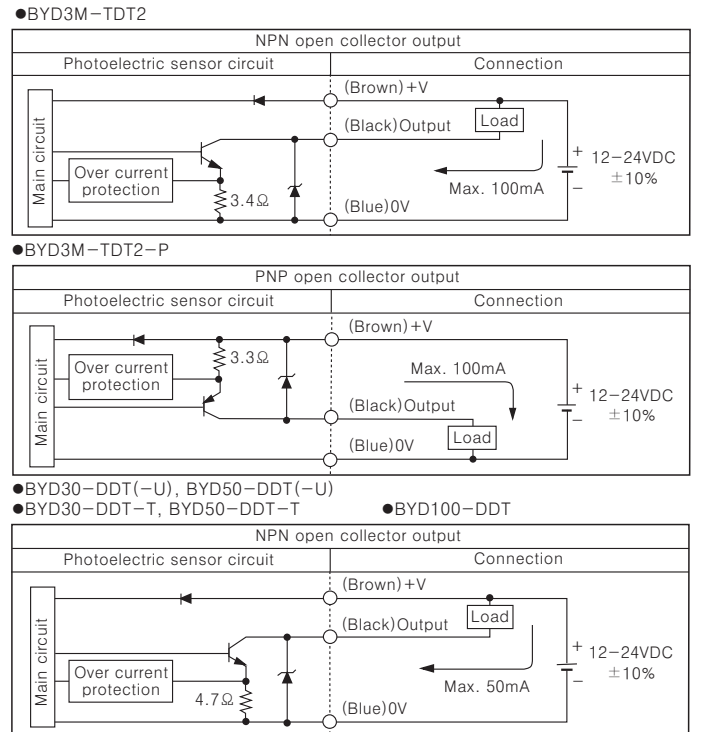 ●BYD3M-TDT2
NPN open collector output
Photoelectric sensor circuit
Connection
(Brown)+V
(Black)Output
Load
Main circuit
Over current
protection
3.4Ω
Max. 100mA
+
12-24VDC
±10%
-
(Blue)0V
●BYD3M-TDT2-P
PNP open collector output
Photoelectric sensor circuit
Connection
(Brown)+V
Main circuit
Over current
protection
3.3Ω
Max. 100mA
+
12-24VDC
±10%
-
(Black)Output
Load
(Blue)0V
●BYD30-DDT(-U), BYD50-DDT(-U)
●BYD30-DDT-T, BYD50-DDT-T ●BYD100-DDT
NPN open collector output
Photoelectric sensor circuit
Connection
(Brown)+V
(Black)Output
Load
Main circuit
Over current
protection
4.7Ω
Max. 50mA
+
12-24VDC
±10%
-
(Blue)0V